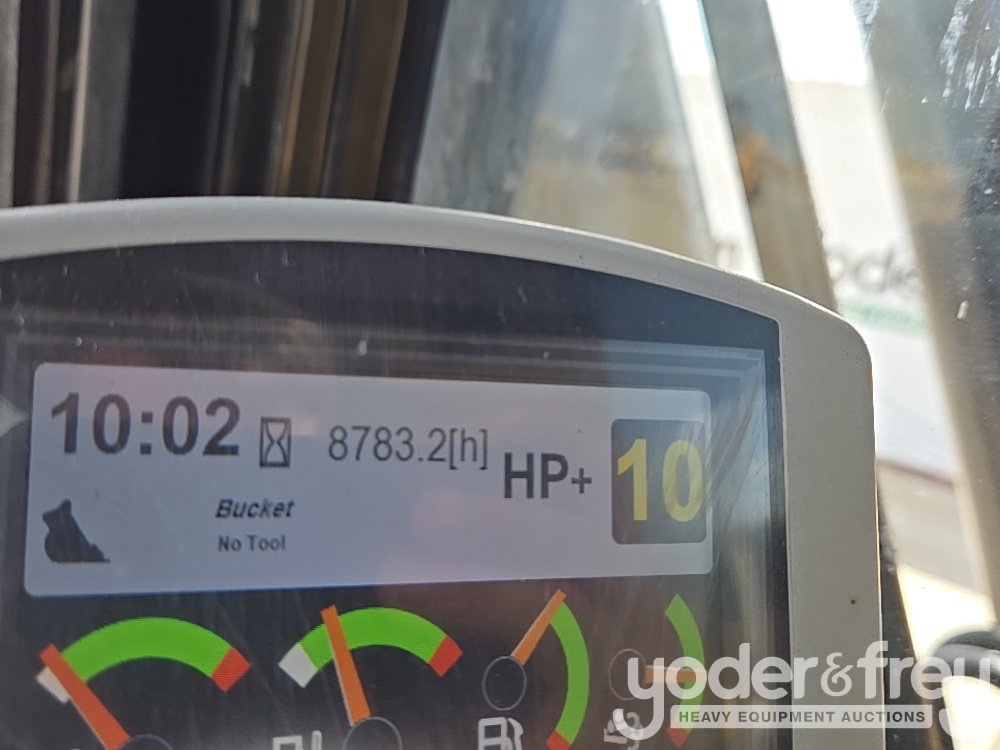 10:02 8783.2[h] HP+ 10
Bucket
No Tool
yoder&frey
HEAVY EQUIPMENT AUCTIONS